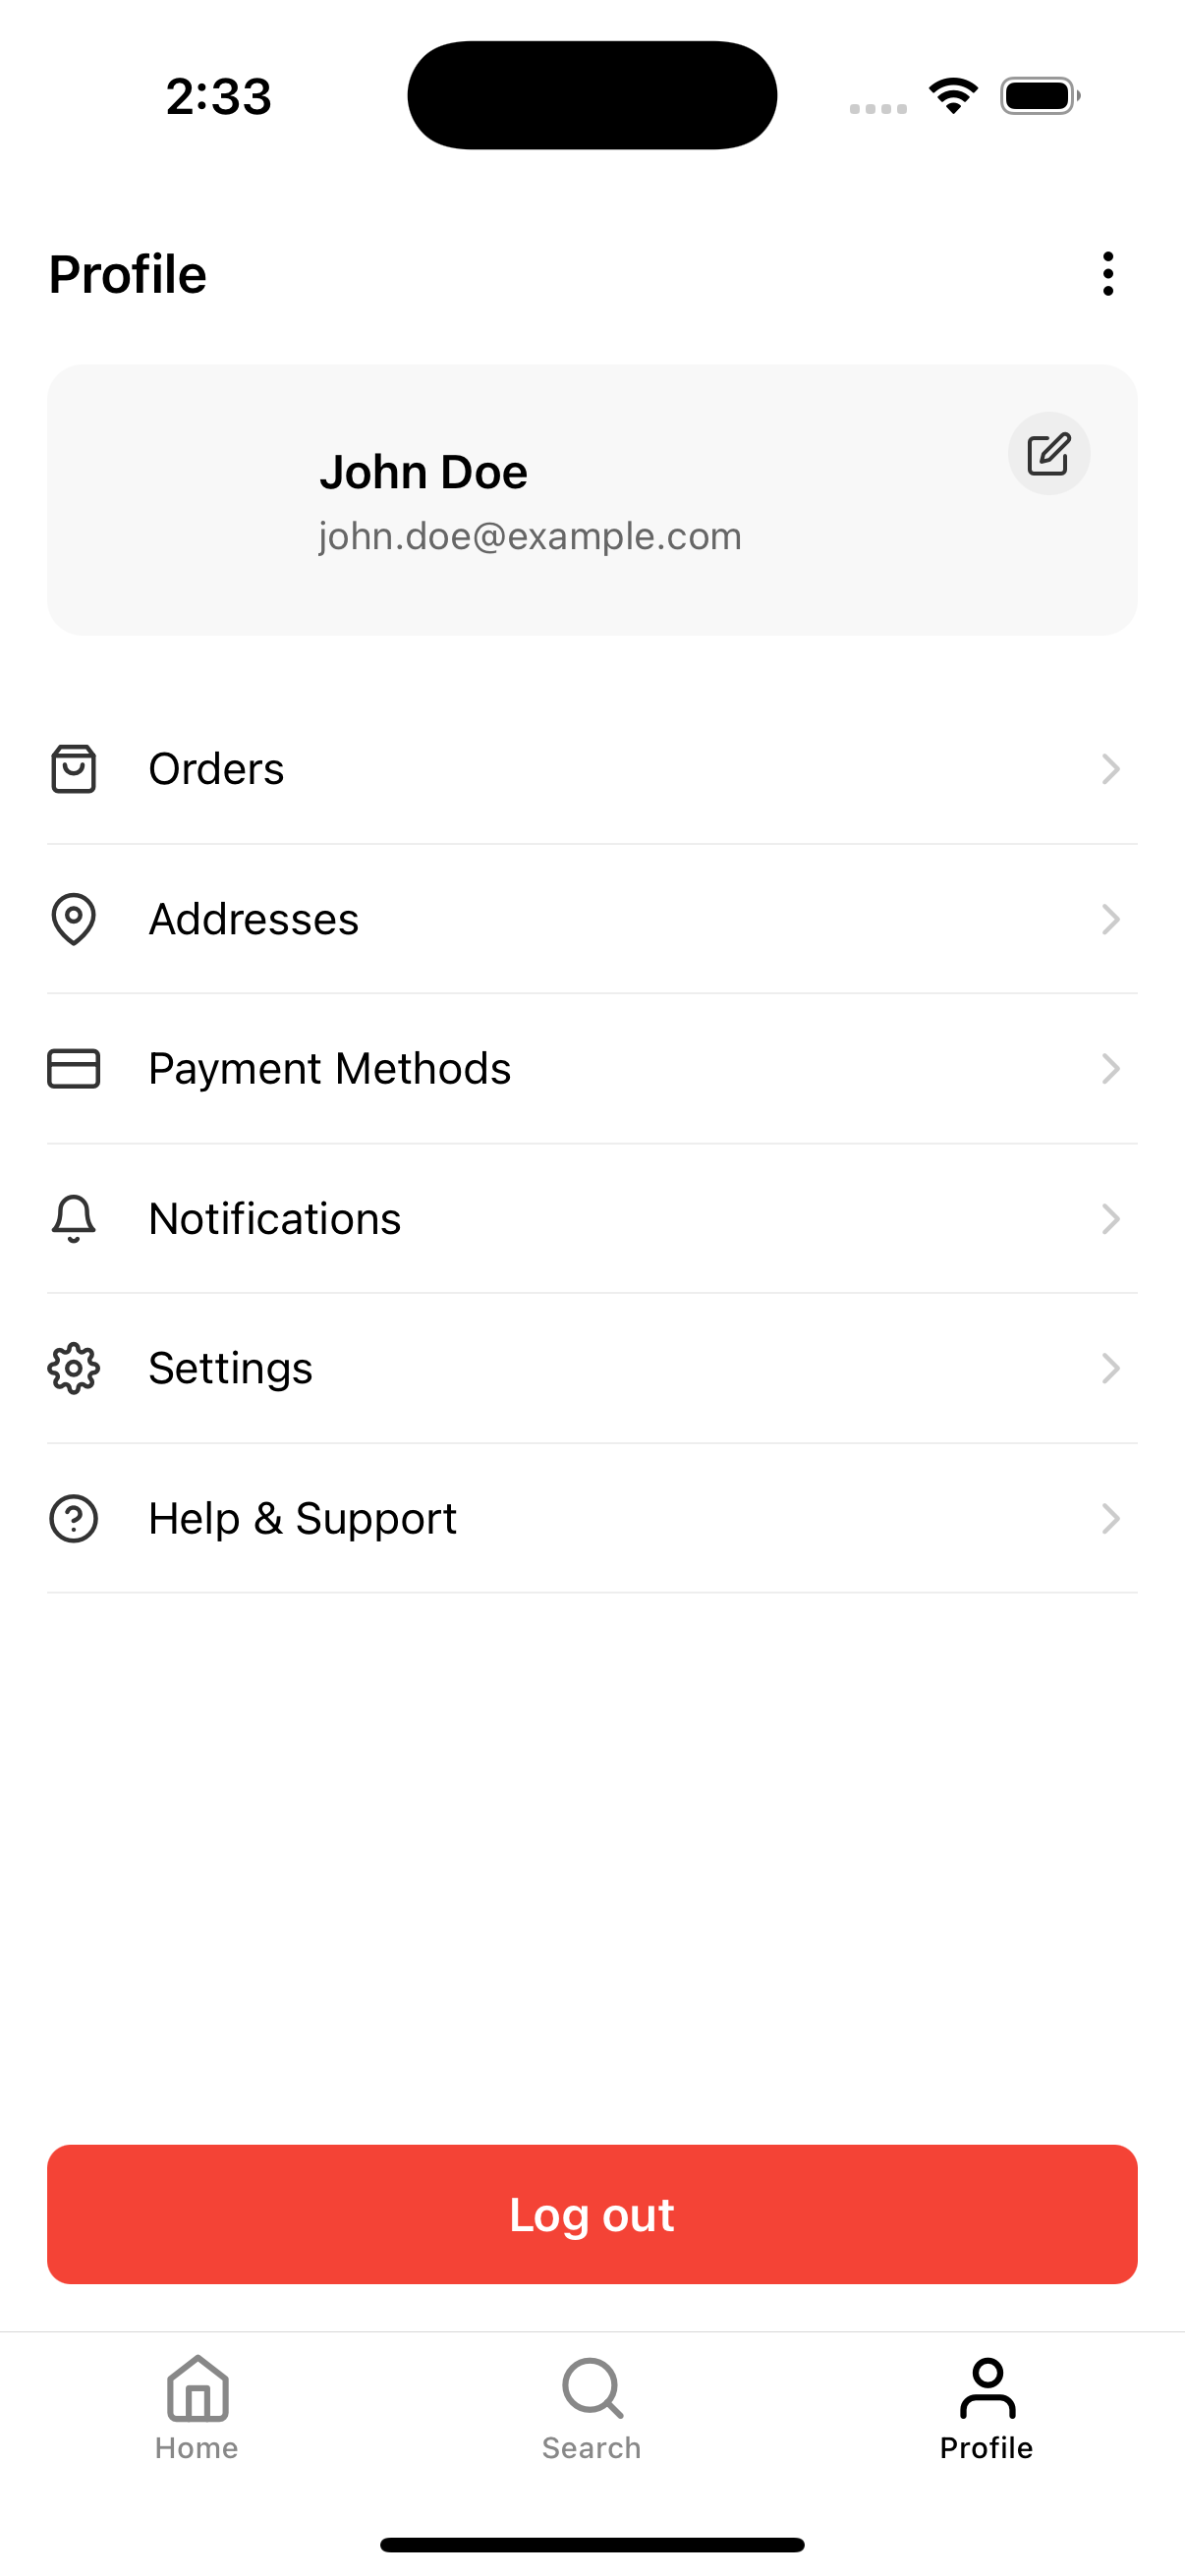 2:33
Profile
John Doe
john.doe@example.com
Orders
Addresses
Payment Methods
Notifications
Settings
Help & Support
Log out
Home
Search
Profile